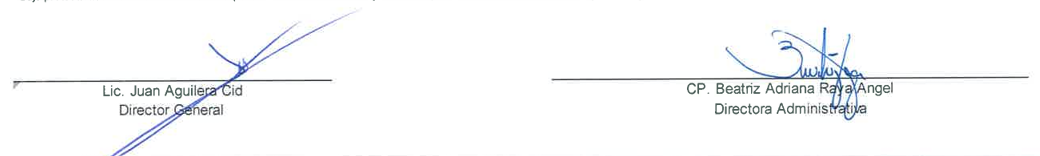 Lic. Juan Aguilera Cid
Director General
CP. Beatriz Adriana Raya Angel
Directora Administrativa